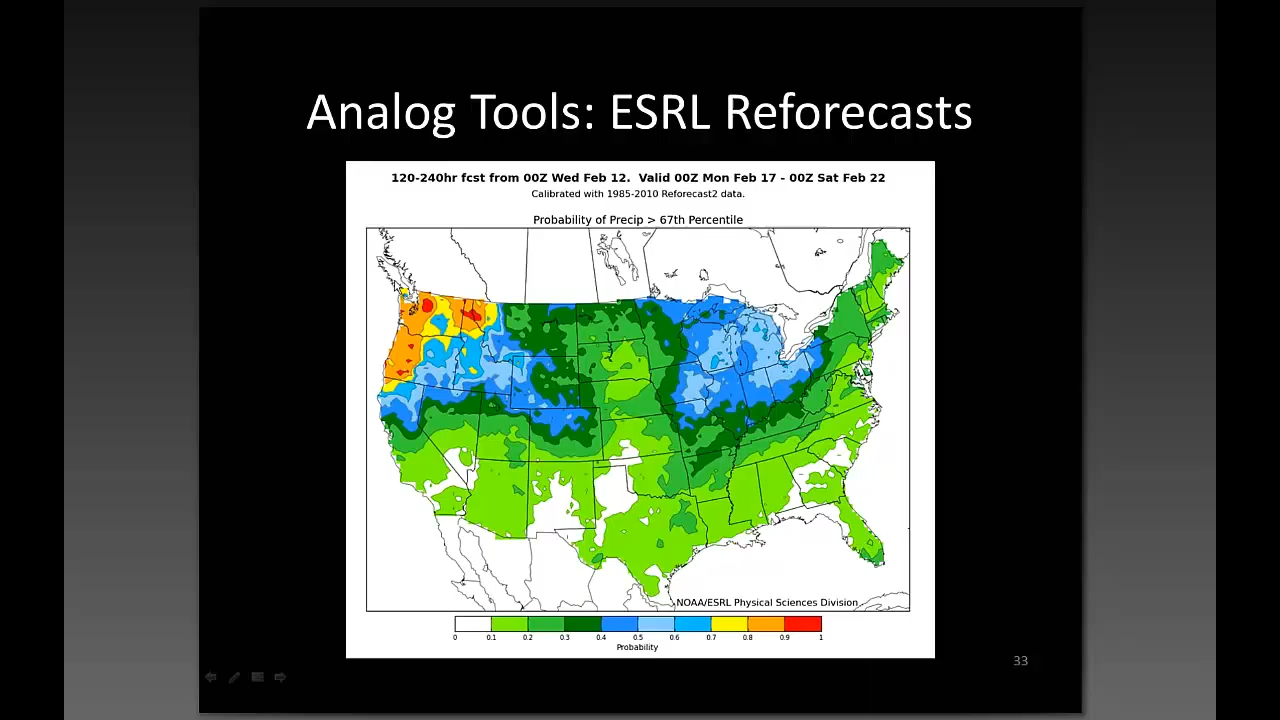 Analog Tools: ESRL Reforecasts
120-240hr fcst from 00Z Wed Feb 12.  Valid 00Z Mon Feb 17 - 00Z Sat Feb 22
Calibrated with 1985-2010 Reforecast2 data.
Probability of Precip > 67th Percentile
NOAA/ESRL Physical Sciences Division
0 0.1 0.2 0.3 0.4 0.5 0.6 0.7 0.8 0.9 1
Probability
33